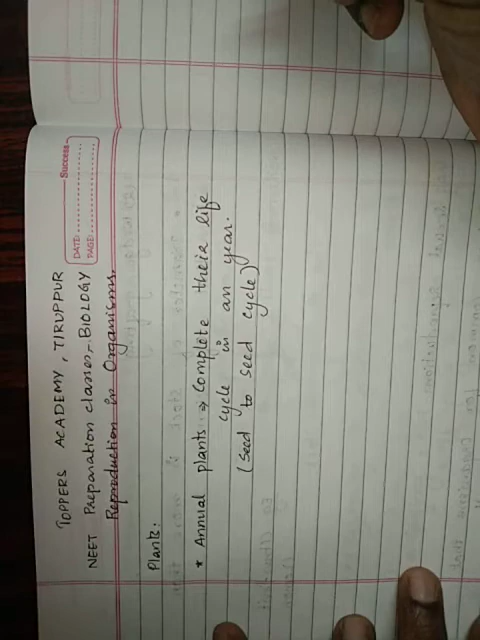 TOPPERS ACADEMY, TIRUPPUR
Success
NEET Preparation classes, - BIOLOGY
DATE:
PAGE:
Reproduction in Organisms.
Plants:
* Annual plants → Complete their life
cycle in an year.
(Seed to seed cycle)